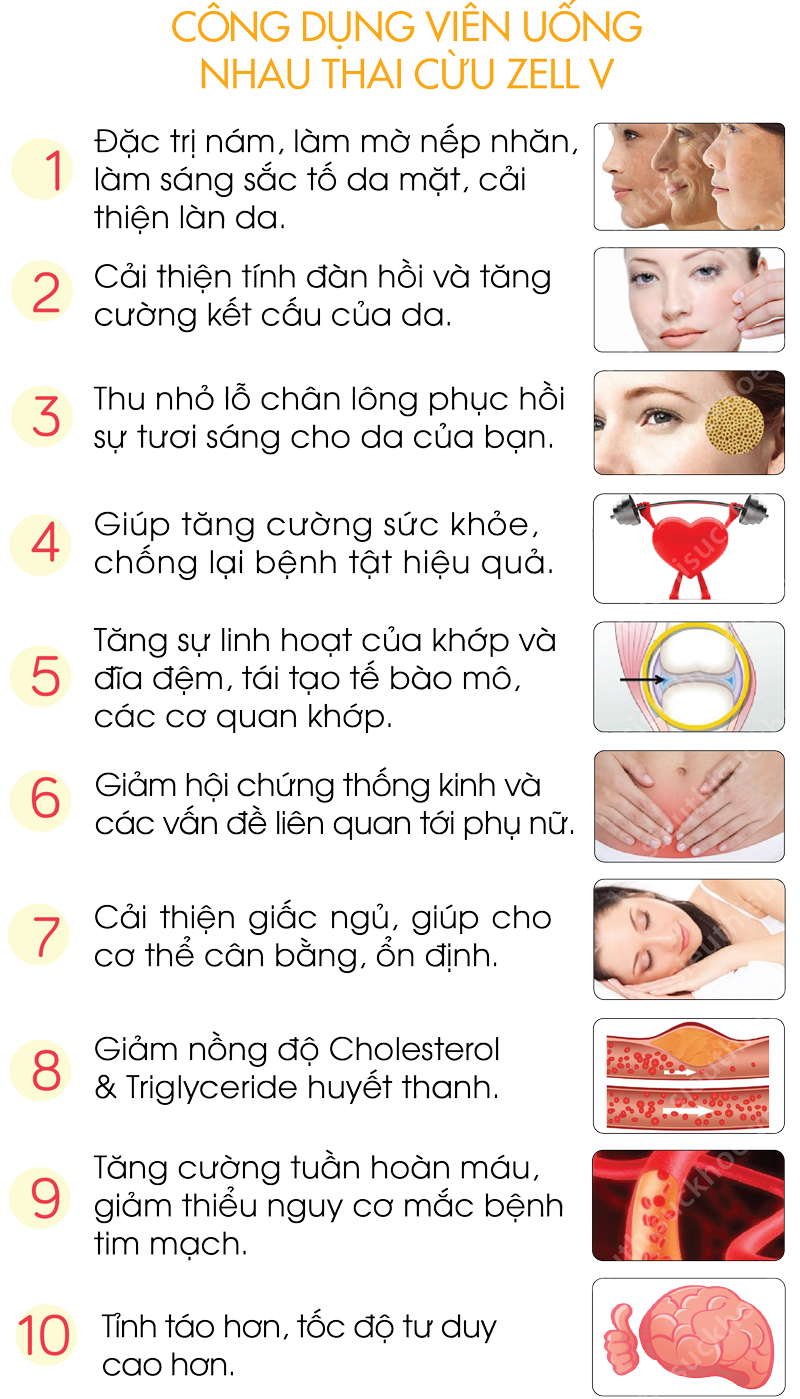 CÔNG DỤNG VIÊN UỐNG
NHAU THAI CỪU ZELL V
1
Đặc trị nám, làm mờ nếp nhăn,
làm sáng sắc tố da mặt, cải
thiện làn da.
2
Cải thiện tính đàn hồi và tăng
cường kết cấu của da.
3
Thu nhỏ lỗ chân lông phục hồi
sự tươi sáng cho da của bạn.
4
Giúp tăng cường sức khỏe,
chống lại bệnh tật hiệu quả.
5
Tăng sự linh hoạt của khớp và
đĩa đệm, tái tạo tế bào mô,
các cơ quan khớp.
6
Giảm hội chứng thống kinh và
các vấn đề liên quan tới phụ nữ.
7
Cải thiện giấc ngủ, giúp cho
cơ thể cân bằng, ổn định.
8
Giảm nồng độ Cholesterol
& Triglyceride huyết thanh.
9
Tăng cường tuần hoàn máu,
giảm thiểu nguy cơ mắc bệnh
tim mạch.
10
Tỉnh táo hơn, tốc độ tư duy
cao hơn.